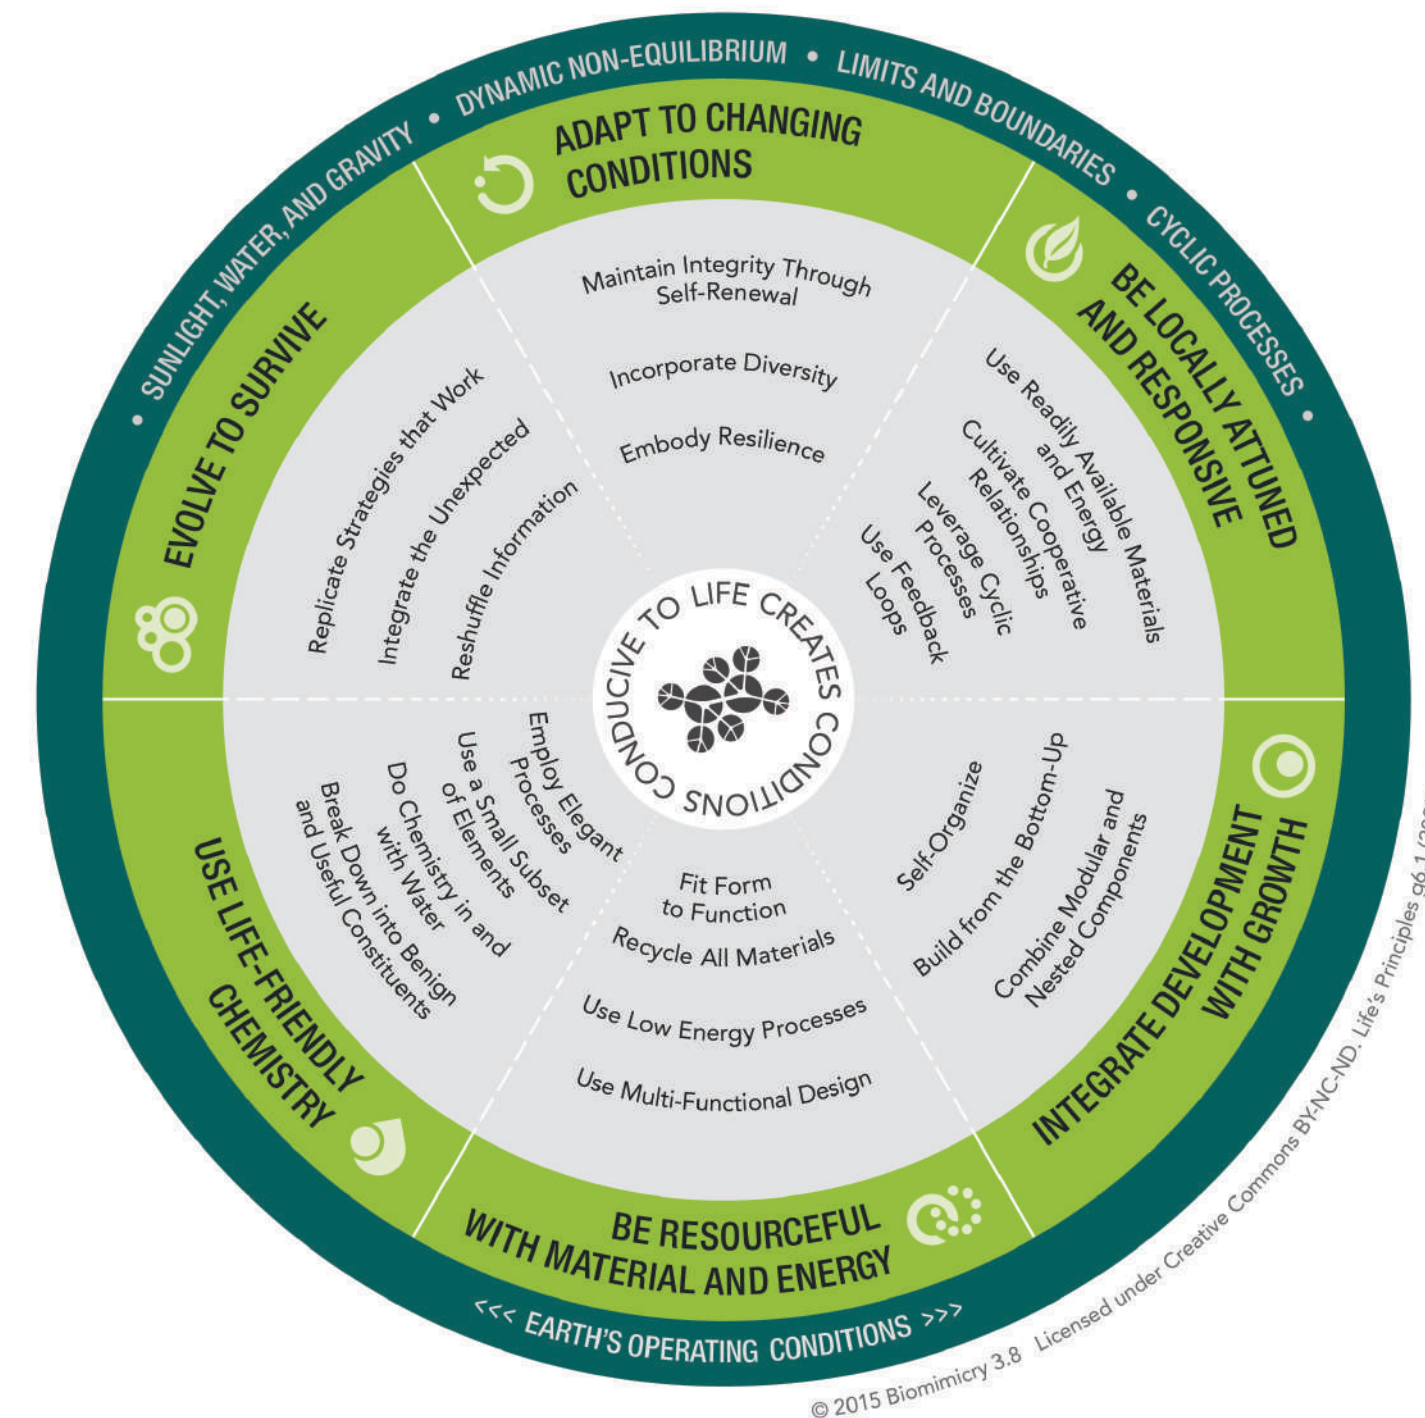 • SUNLIGHT, WATER, AND GRAVITY • DYNAMIC NON-EQUILIBRIUM • LIMITS AND BOUNDARIES • CYCLIC PROCESSES •
ADAPT TO CHANGING
CONDITIONS
Maintain Integrity Through
Self-Renewal
Incorporate Diversity
Embody Resilience
BE LOCALLY ATTUNED
AND RESPONSIVE
Use Readily Available Materials
and Energy
Cultivate Cooperative
Relationships
Leverage Cyclic
Processes
Use Feedback
Loops
INTEGRATE DEVELOPMENT
WITH GROWTH
Self-Organize
Build from the Bottom-Up
Combine Modular and
Nested Components
BE RESOURCEFUL
WITH MATERIAL AND ENERGY
Fit Form
to Function
Recycle All Materials
Use Low Energy Processes
Use Multi-Functional Design
USE LIFE-FRIENDLY
CHEMISTRY
Employ Elegant
Processes
Use a Small Subset
of Elements
Do Chemistry in and
with Water
Break Down into Benign
and Useful Constituents
EVOLVE TO SURVIVE
Replicate Strategies that Work
Integrate the Unexpected
Reshuffle Information
LIFE CREATES CONDITIONS CONDUCIVE TO
<<< EARTH'S OPERATING CONDITIONS >>>
© 2015 Biomimicry 3.8 Licensed under Creative Commons BY-NC-ND. Life's Principles g6.1